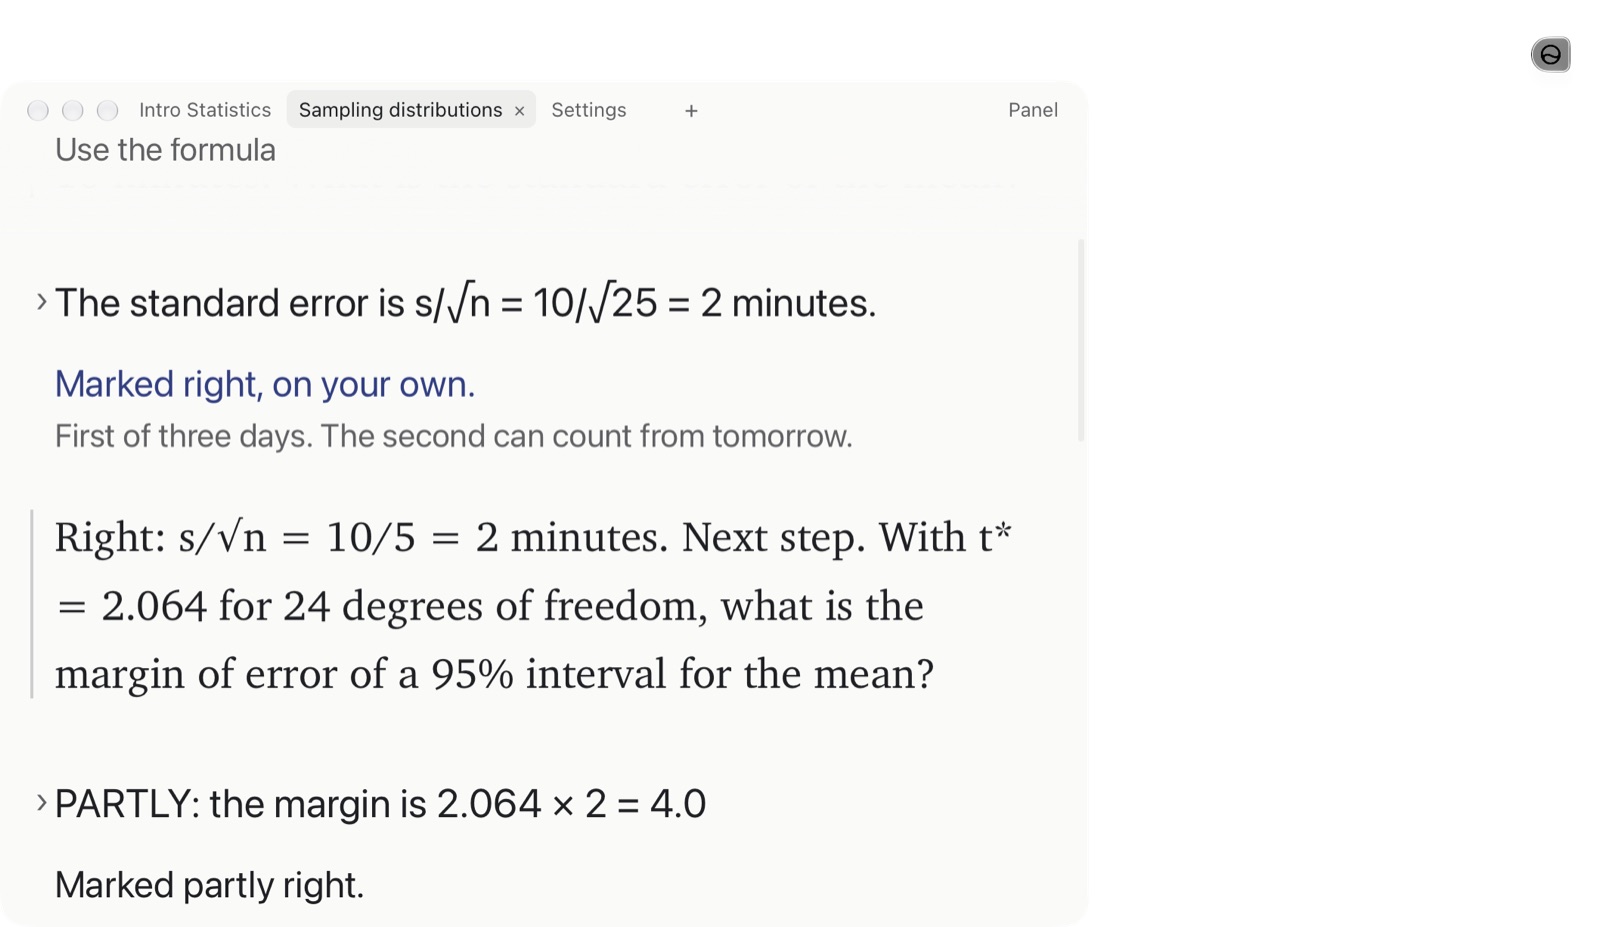 Intro Statistics
Sampling distributions ×
Settings
+
Panel
Use the formula
› The standard error is s/√n = 10/√25 = 2 minutes.
Marked right, on your own.
First of three days. The second can count from tomorrow.
Right: s/√n = 10/5 = 2 minutes. Next step. With t*
= 2.064 for 24 degrees of freedom, what is the
margin of error of a 95% interval for the mean?
› PARTLY: the margin is 2.064 × 2 = 4.0
Marked partly right.